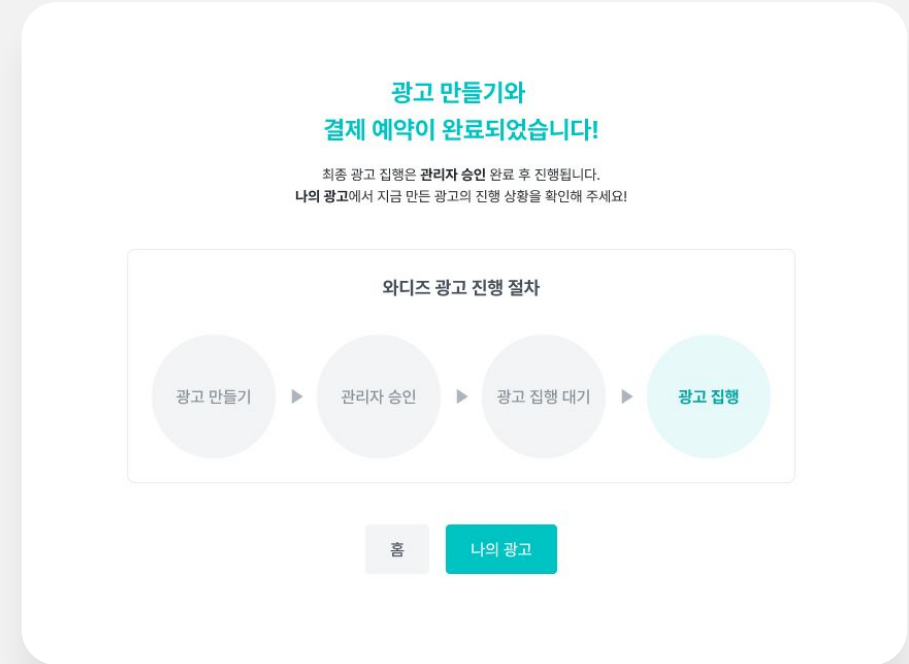 광고 만들기와
결제 예약이 완료되었습니다!
최종 광고 집행은 관리자 승인 완료 후 진행됩니다.
나의 광고에서 지금 만든 광고의 진행 상황을 확인해 주세요!
와디즈 광고 진행 절차
광고 만들기 ▶ 관리자 승인 ▶ 광고 집행 대기 ▶ 광고 집행
홈 나의 광고